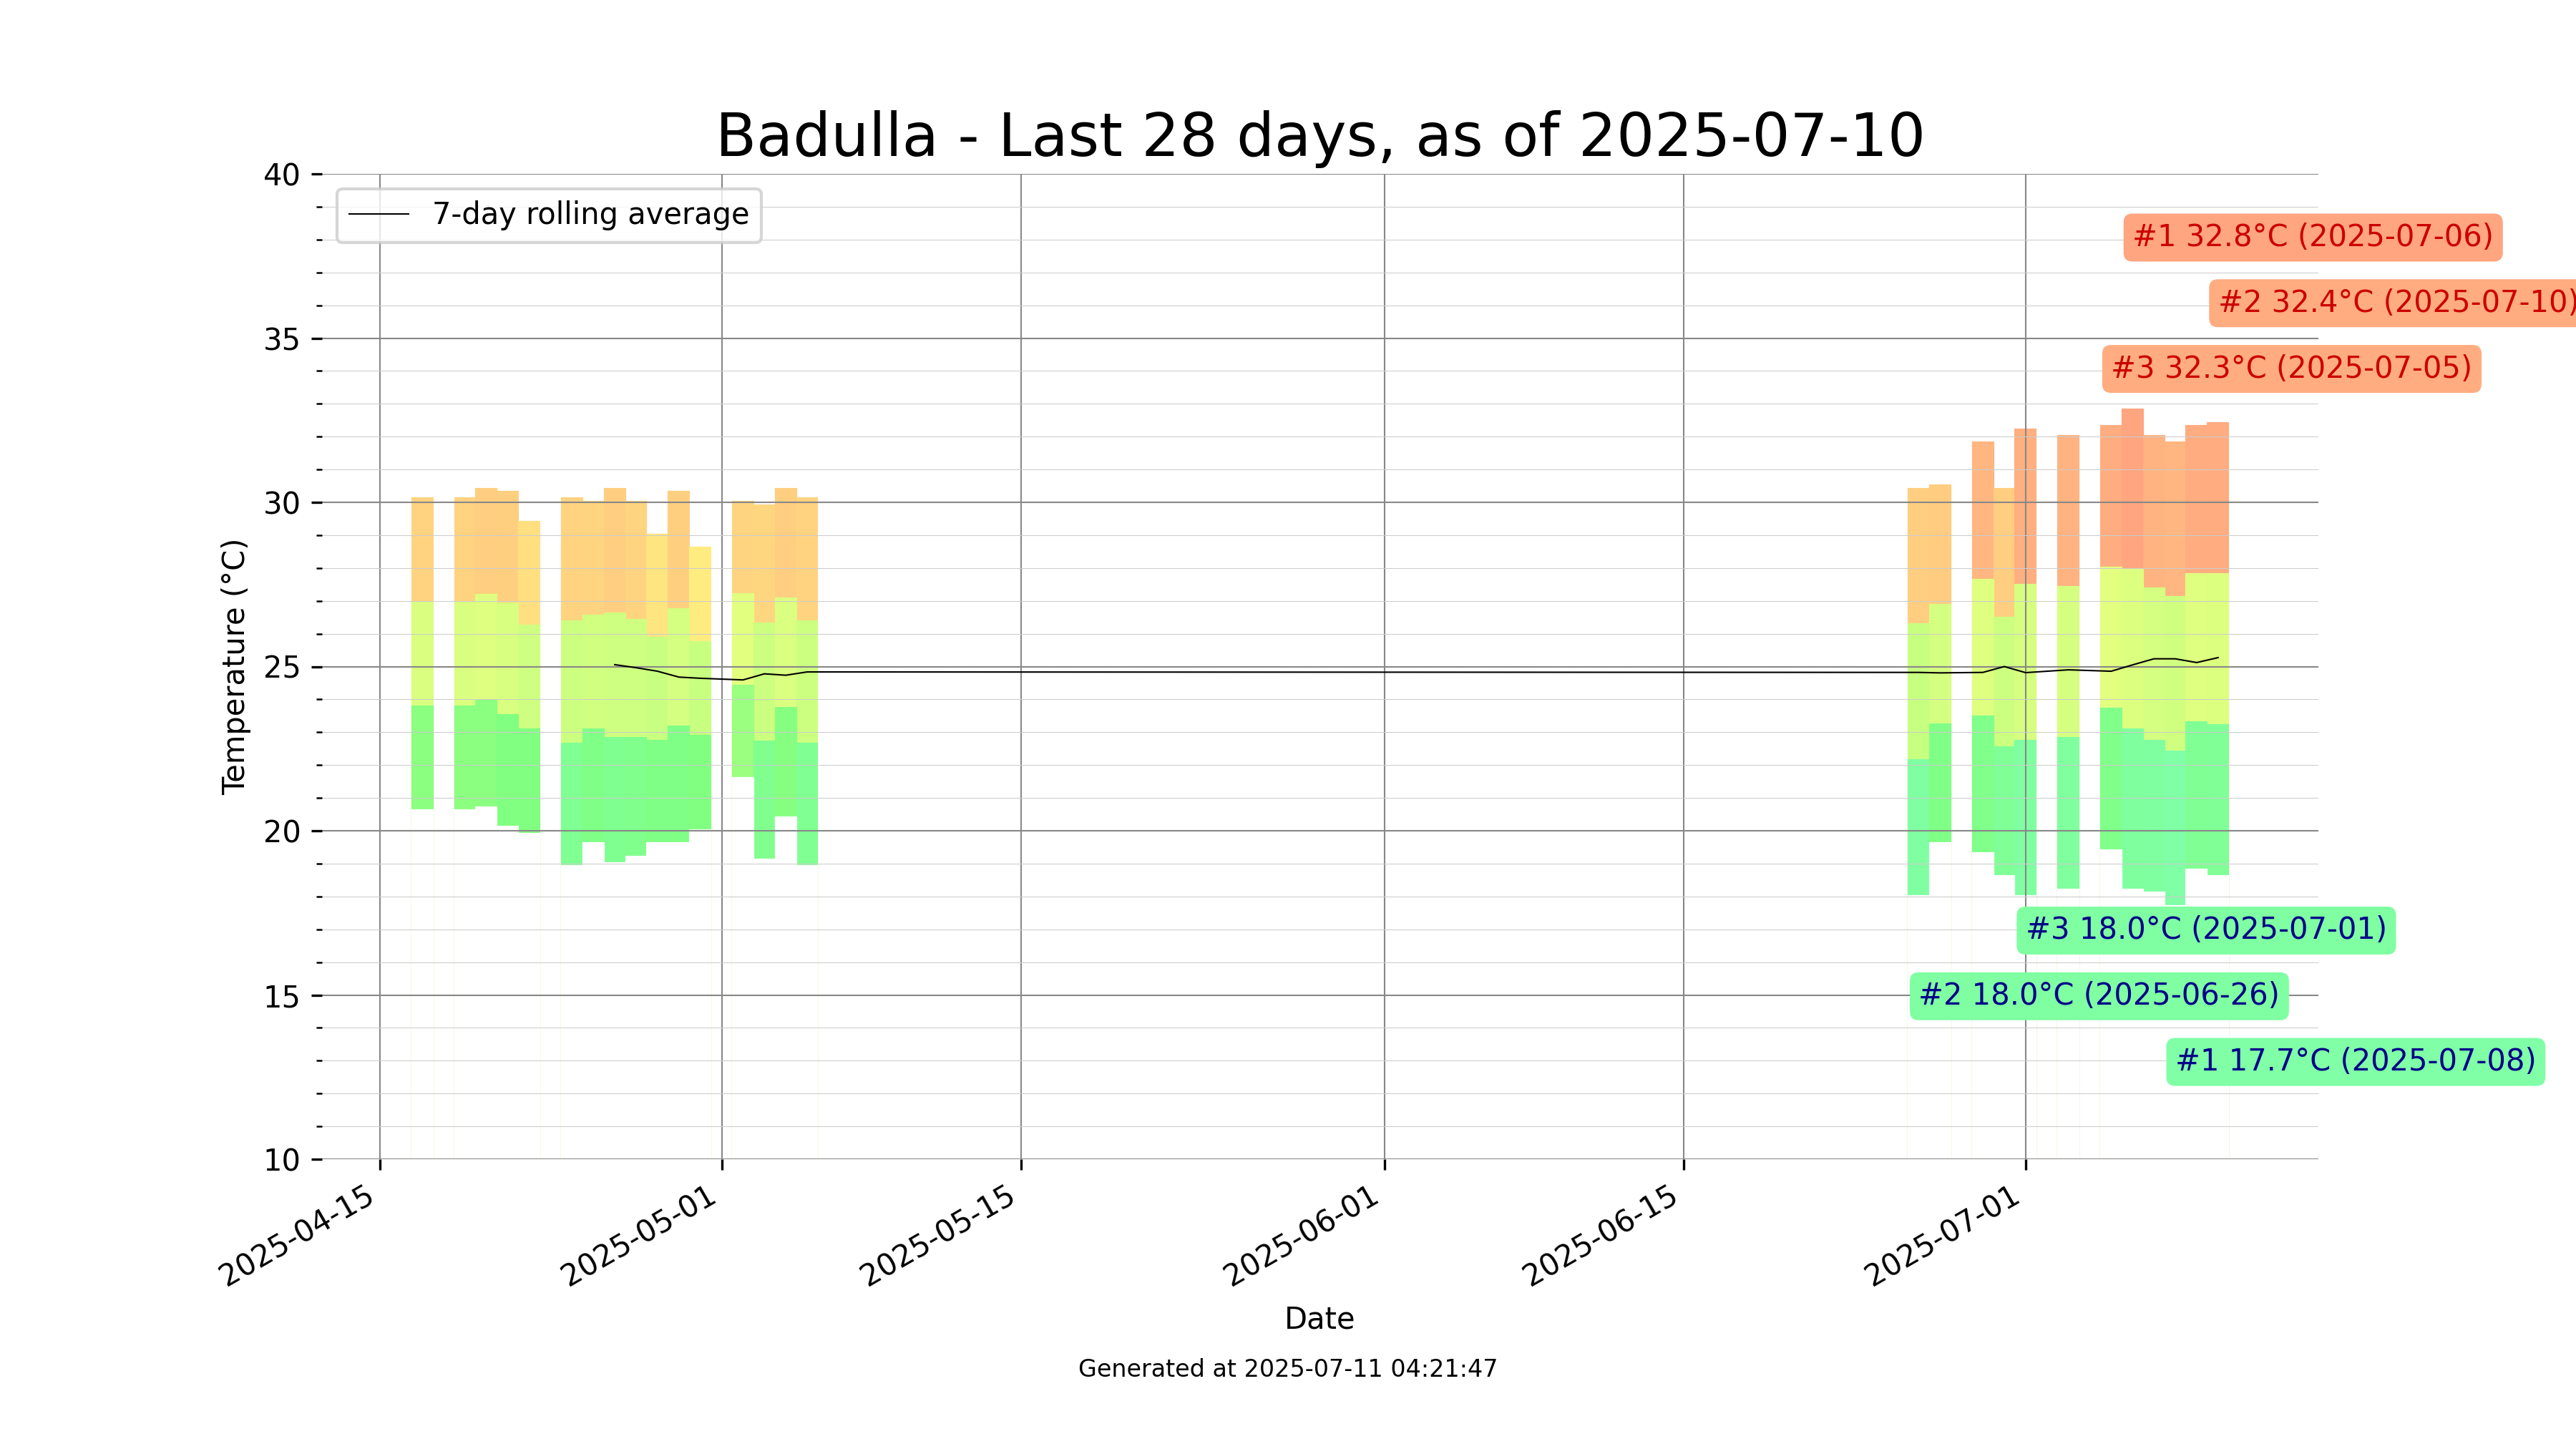 Badulla - Last 28 days, as of 2025-07-10
40
7-day rolling average
#1 32.8°C (2025-07-06)
#2 32.4°C (2025-07-10)
35
#3 32.3°C (2025-07-05)
30
Temperature (°C)
25
20
#3 18.0°C (2025-07-01)
15
#2 18.0°C (2025-06-26)
#1 17.7°C (2025-07-08)
10
2025-04-15
2025-05-01
2025-05-15
2025-06-01
2025-06-15
2025-07-01
Date
Generated at 2025-07-11 04:21:47